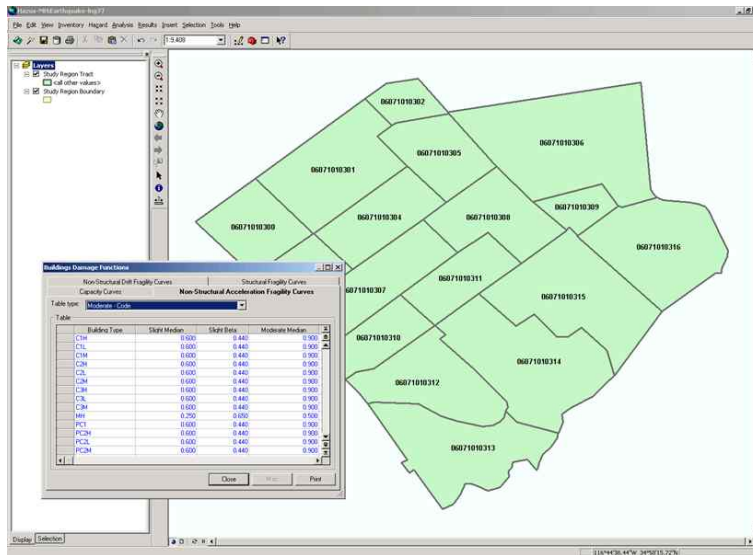 File Edit View Inventory Hazard Analysis Results Insert Selection Tools Help
1:9,408
Layers
Study Region Tract
<all other values>
Study Region Boundary
06071010302
06071010306
06071010305
06071010301
06071010309
06071010304
06071010308
06071010300
06071010316
06071010311
06071010307
06071010315
06071010310
06071010314
06071010312
06071010313
Buildings Damage Functions
Non-Structural Drift Fragility Curves Structural Fragility Curves
Capacity Curves Non-Structural Acceleration Fragility Curves
Table type: Moderate - Code
Table
Building Type Slight Median Slight Beta Moderate Median
C1H 0.600 0.440 0.900
C1L 0.600 0.440 0.900
C1M 0.600 0.440 0.900
C2H 0.600 0.440 0.900
C2L 0.600 0.440 0.900
C2M 0.600 0.440 0.900
C3H 0.600 0.440 0.900
C3L 0.600 0.440 0.900
C3M 0.600 0.440 0.900
MH 0.250 0.650 0.500
PC1 0.600 0.440 0.900
PC2H 0.600 0.440 0.900
PC2L 0.600 0.440 0.900
PC2M 0.600 0.440 0.900
Close Map Print
Display Selection